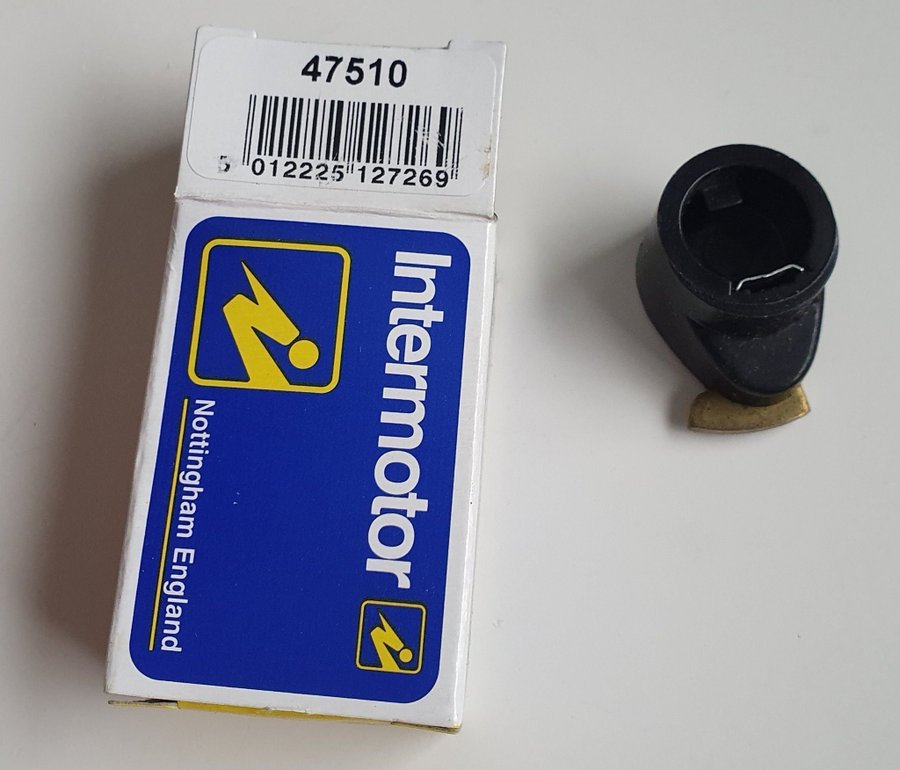 47510
5 012225 127269
Intermotor
Nottingham England